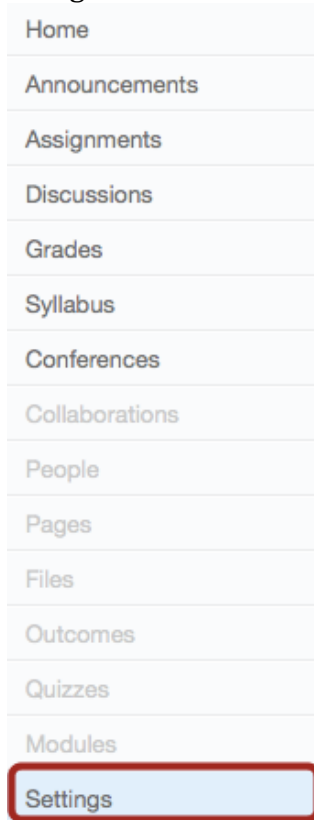 Home
Announcements
Assignments
Discussions
Grades
Syllabus
Conferences
Collaborations
People
Pages
Files
Outcomes
Quizzes
Modules
Settings